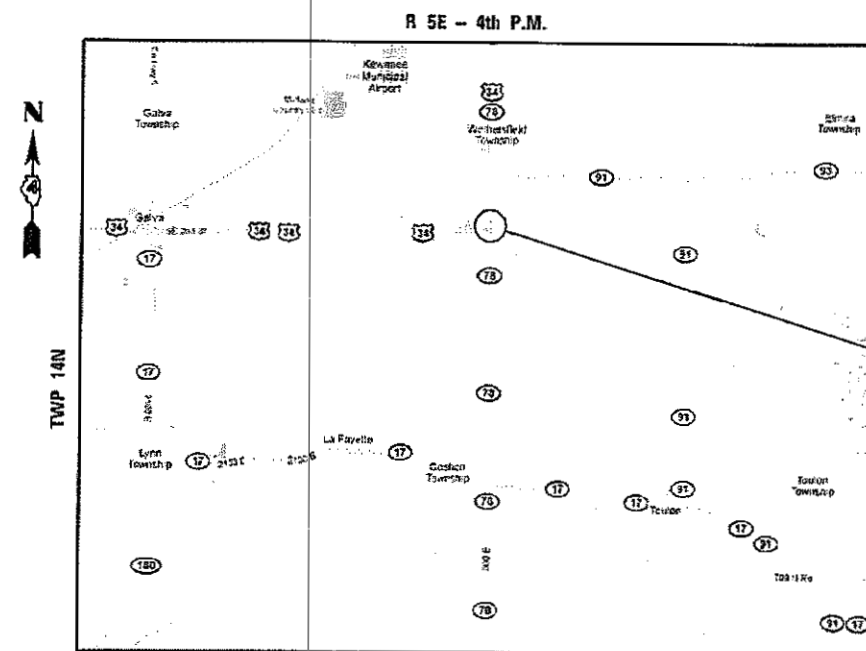 R 5E -- 4th P.M.
N
TWP 14N
Kewanee
Municipal
Airport
Galva
Township
34
78
Wethersfield
Township
Elmira
Township
91
93
Galva
34
34
34
34
17
78
91
17
78
91
La Fayette
Lynn
Township
17
17
Goshen
Township
78
17
17
91
Toulon
Toulon
Township
17
91
180
78
91
17